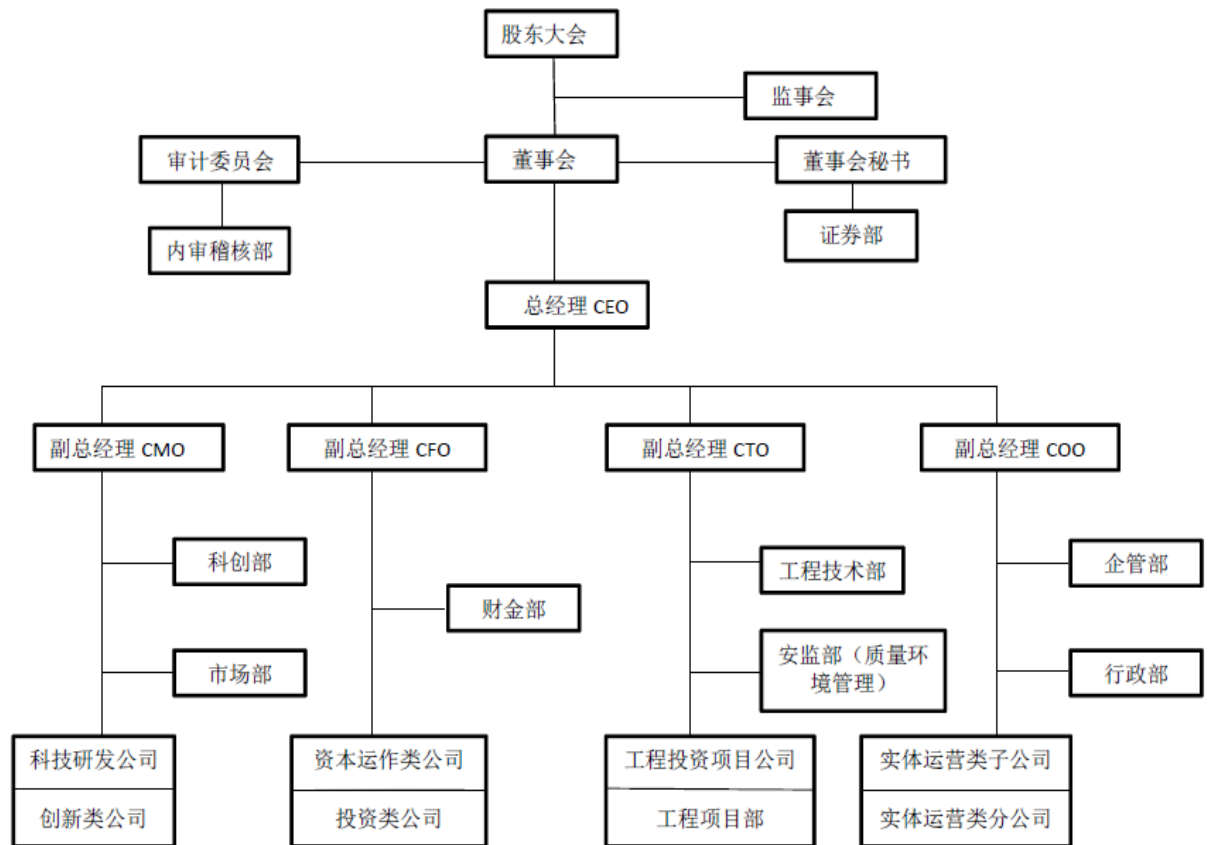 股东大会
监事会
审计委员会
董事会
董事会秘书
内审稽核部
证券部
总经理 CEO
副总经理 CMO
副总经理 CFO
副总经理 CTO
副总经理 COO
科创部
工程技术部
企管部
财金部
市场部
安监部（质量环
境管理）
行政部
科技研发公司
资本运作类公司
工程投资项目公司
实体运营类子公司
创新类公司
投资类公司
工程项目部
实体运营类分公司